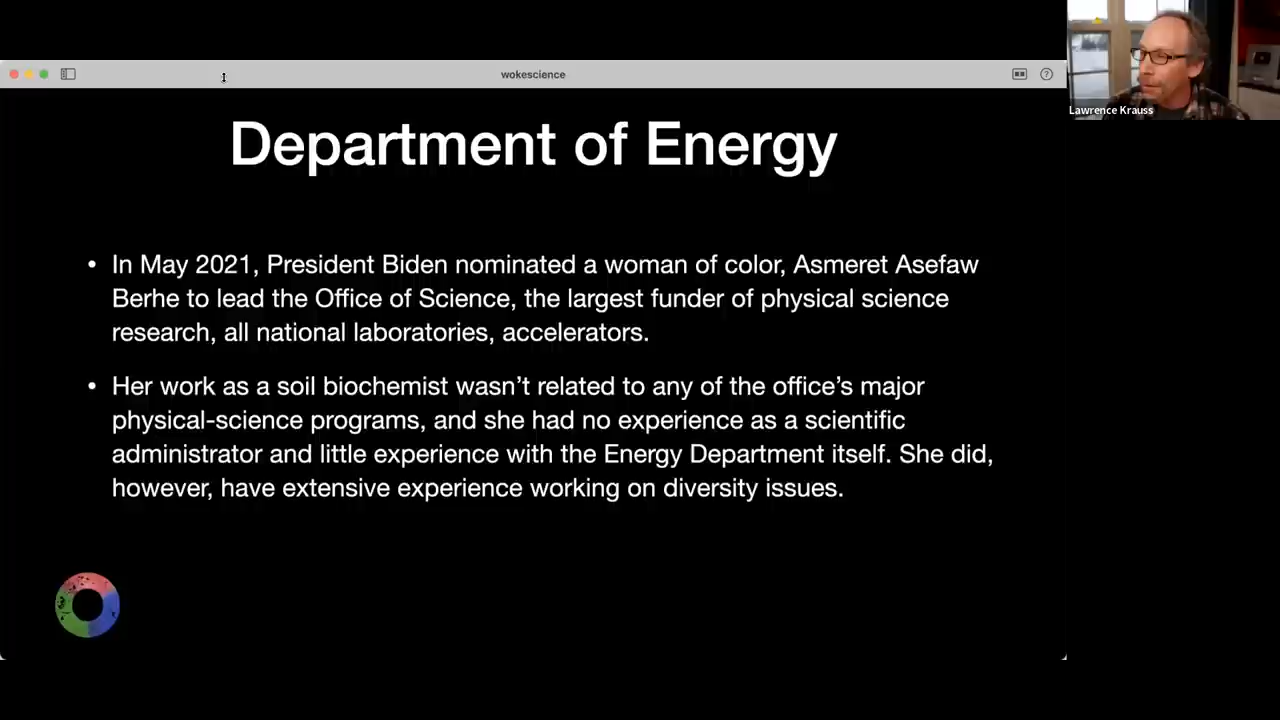 wokescience
Lawrence Krauss
Department of Energy
• In May 2021, President Biden nominated a woman of color, Asmeret Asefaw
Berhe to lead the Office of Science, the largest funder of physical science
research, all national laboratories, accelerators.
• Her work as a soil biochemist wasn’t related to any of the office’s major
physical-science programs, and she had no experience as a scientific
administrator and little experience with the Energy Department itself. She did,
however, have extensive experience working on diversity issues.